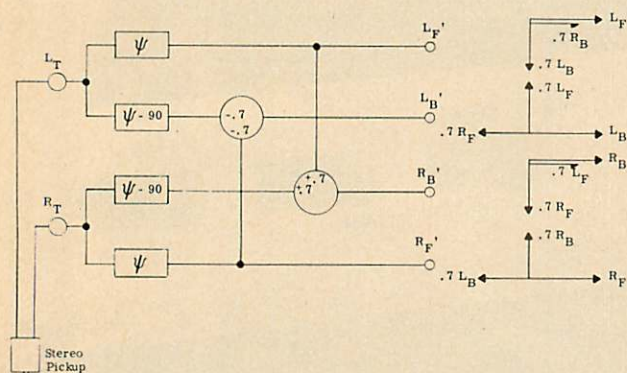 L_T
ψ
L_F'
ψ - 90
-.7
-.7
L_B'
R_T
ψ - 90
+.7
+.7
R_B'
ψ
R_F'
Stereo
Pickup
L_F
.7 R_B
.7 L_B
.7 L_F
.7 R_F
L_B
R_B
.7 L_F
.7 R_F
.7 R_B
.7 L_B
R_F